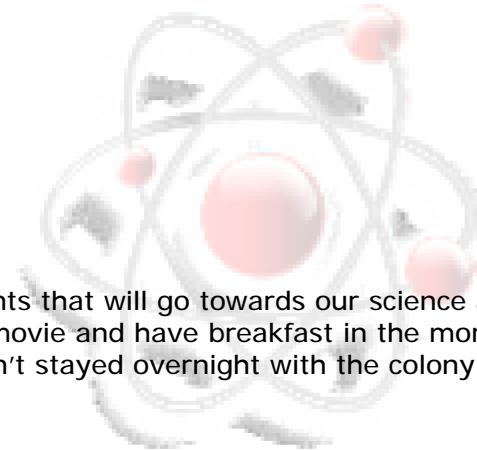 nts that will go towards our science
movie and have breakfast in the mor
n't stayed overnight with the colony